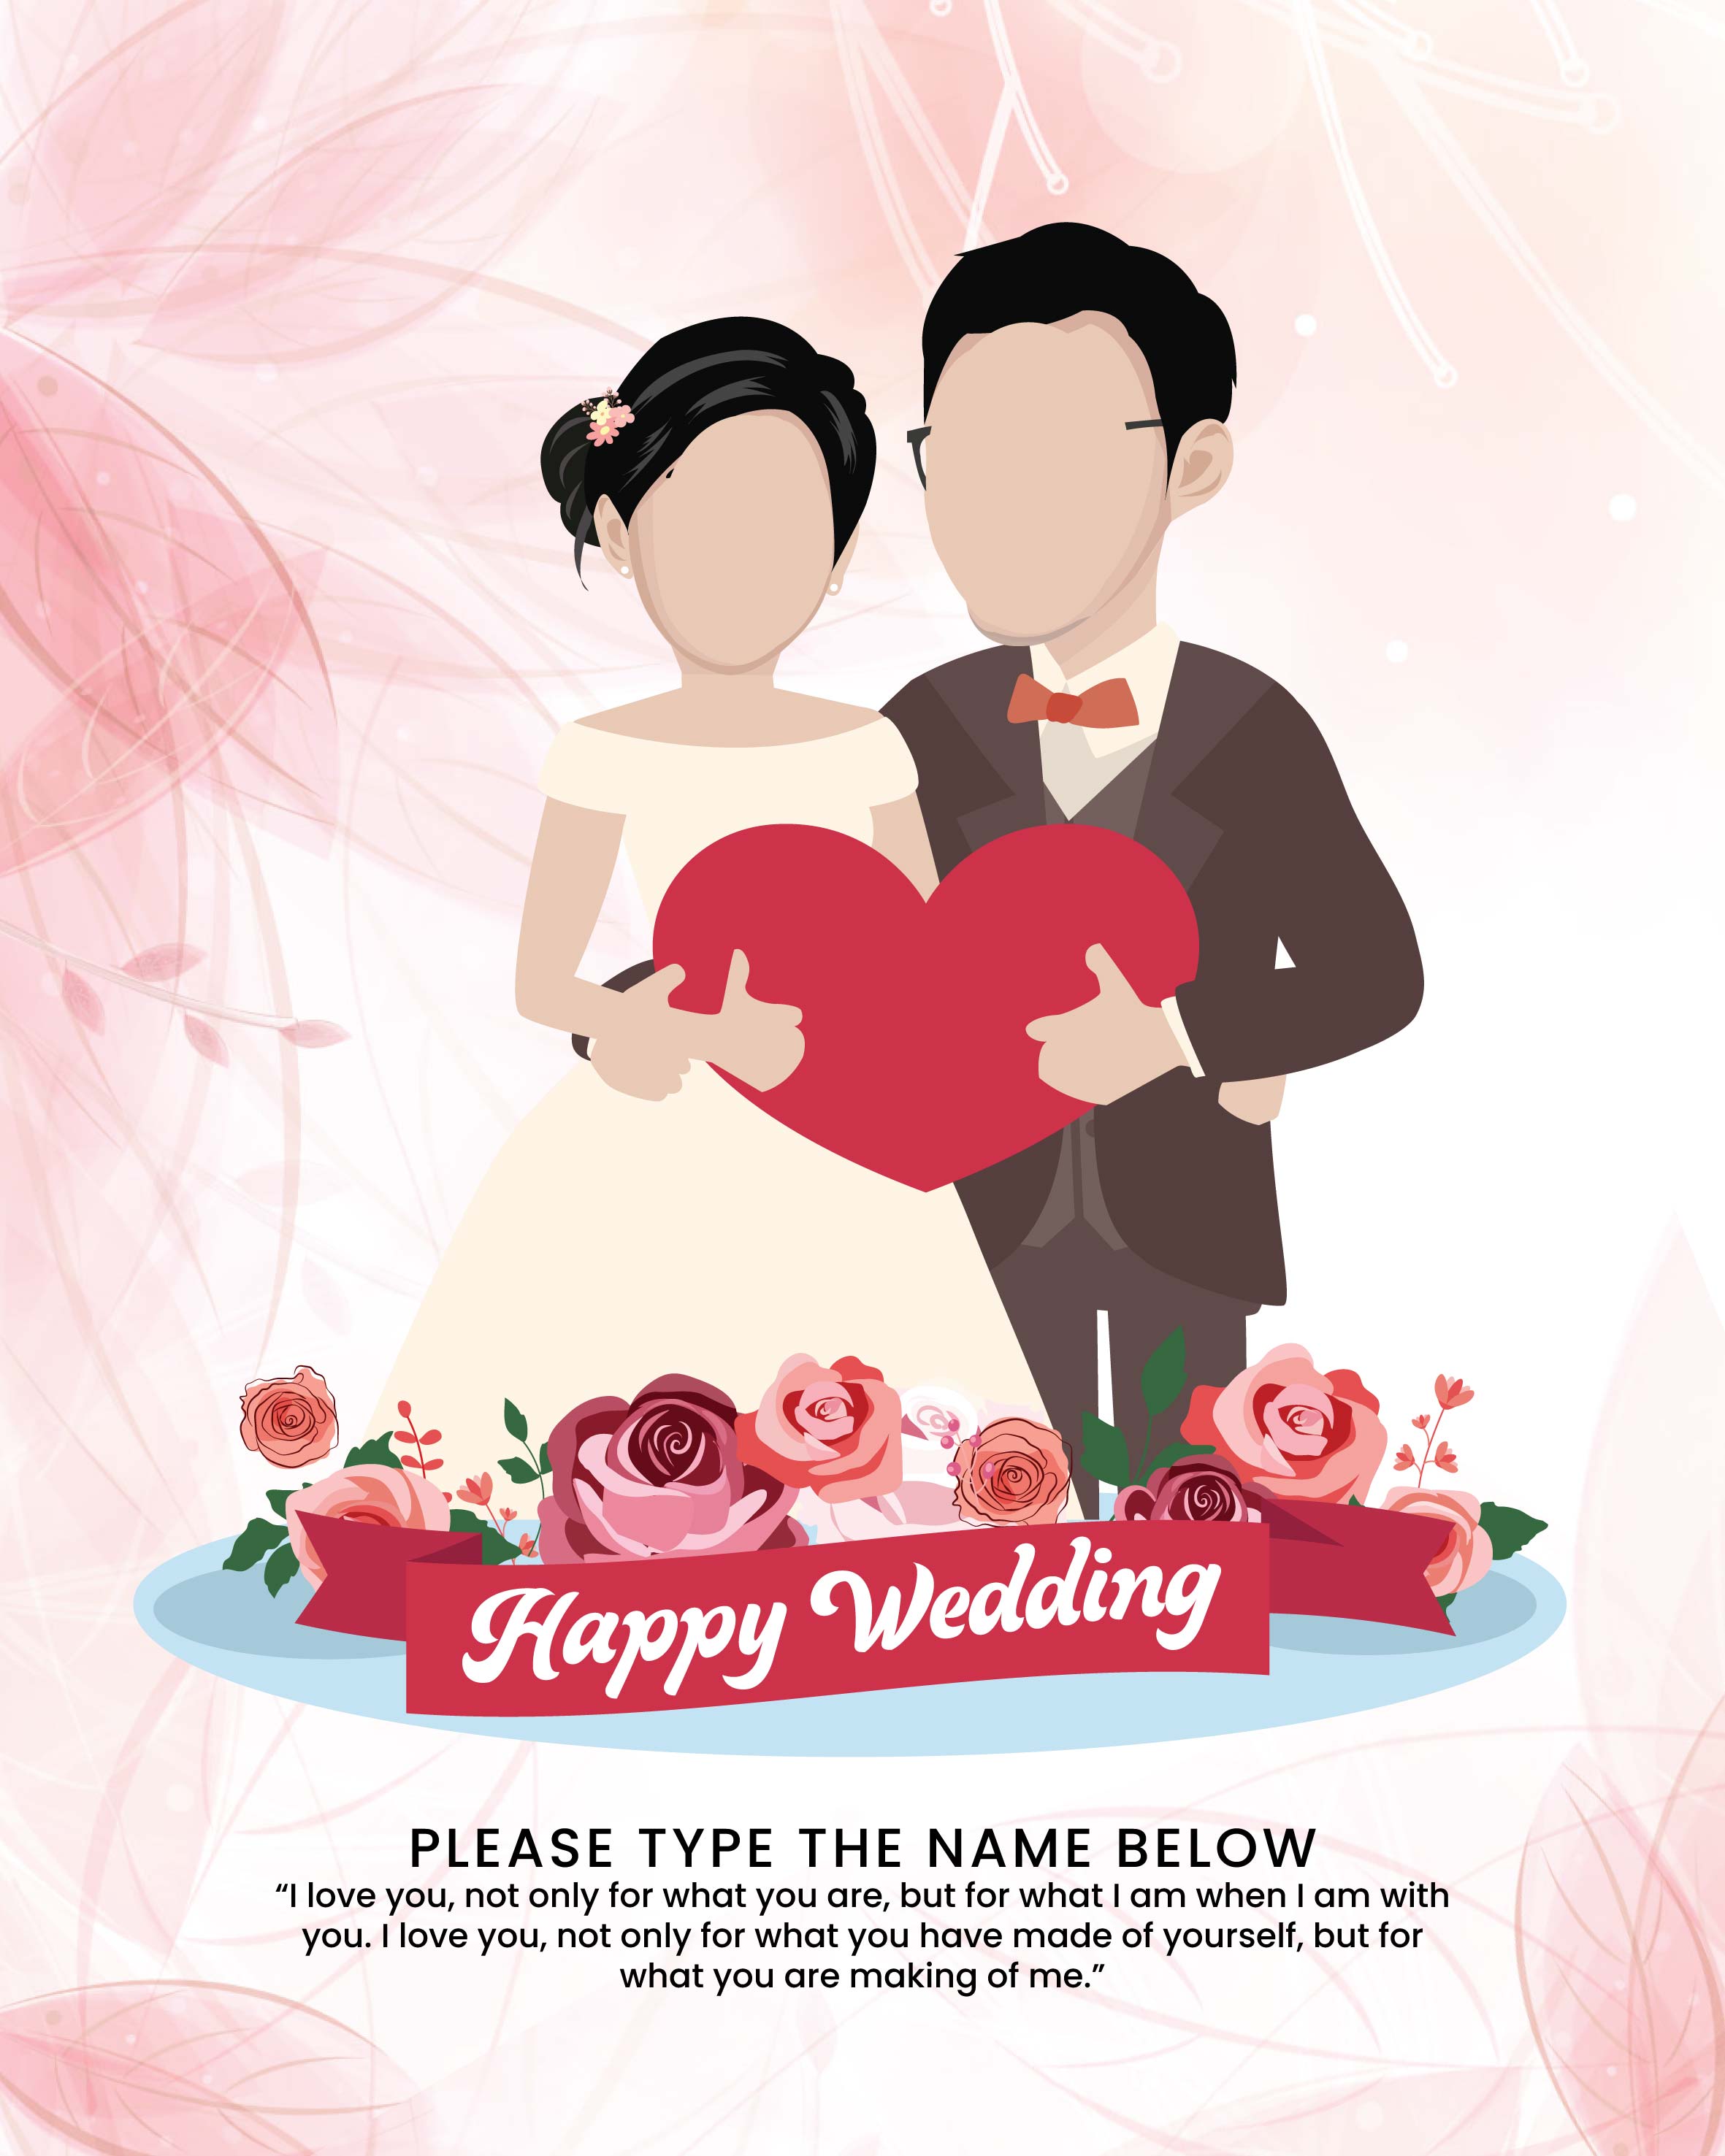 Happy Wedding
PLEASE TYPE THE NAME BELOW
“I love you, not only for what you are, but for what I am when I am with
you. I love you, not only for what you have made of yourself, but for
what you are making of me.”